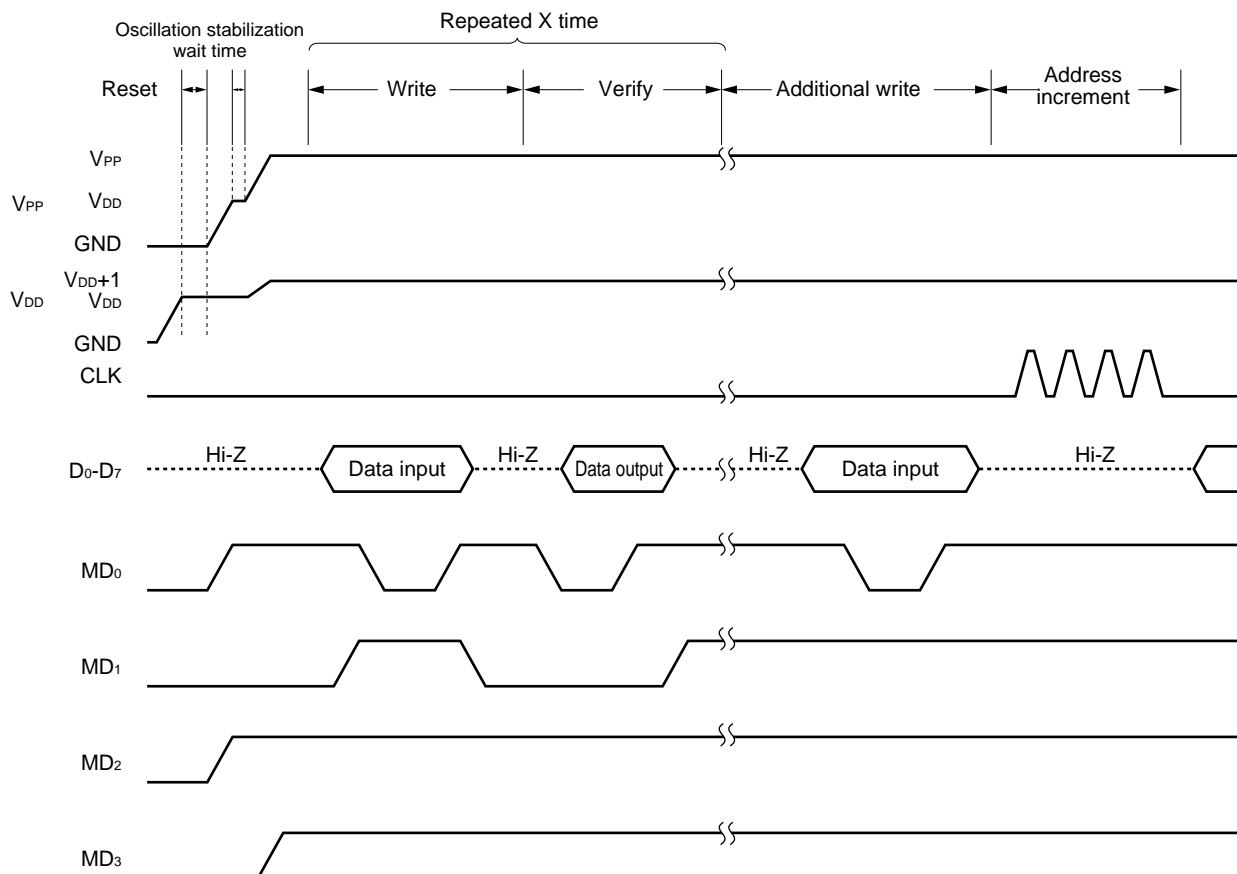 Repeated X time
Oscillation stabilization
wait time
Reset
Write
Verify
Additional write
Address
increment
VPP
VPP
VDD
GND
VDD+1
VDD
VDD
GND
CLK
D0-D7
Hi-Z
Data input
Hi-Z
Data output
Hi-Z
Data input
Hi-Z
MD0
MD1
MD2
MD3